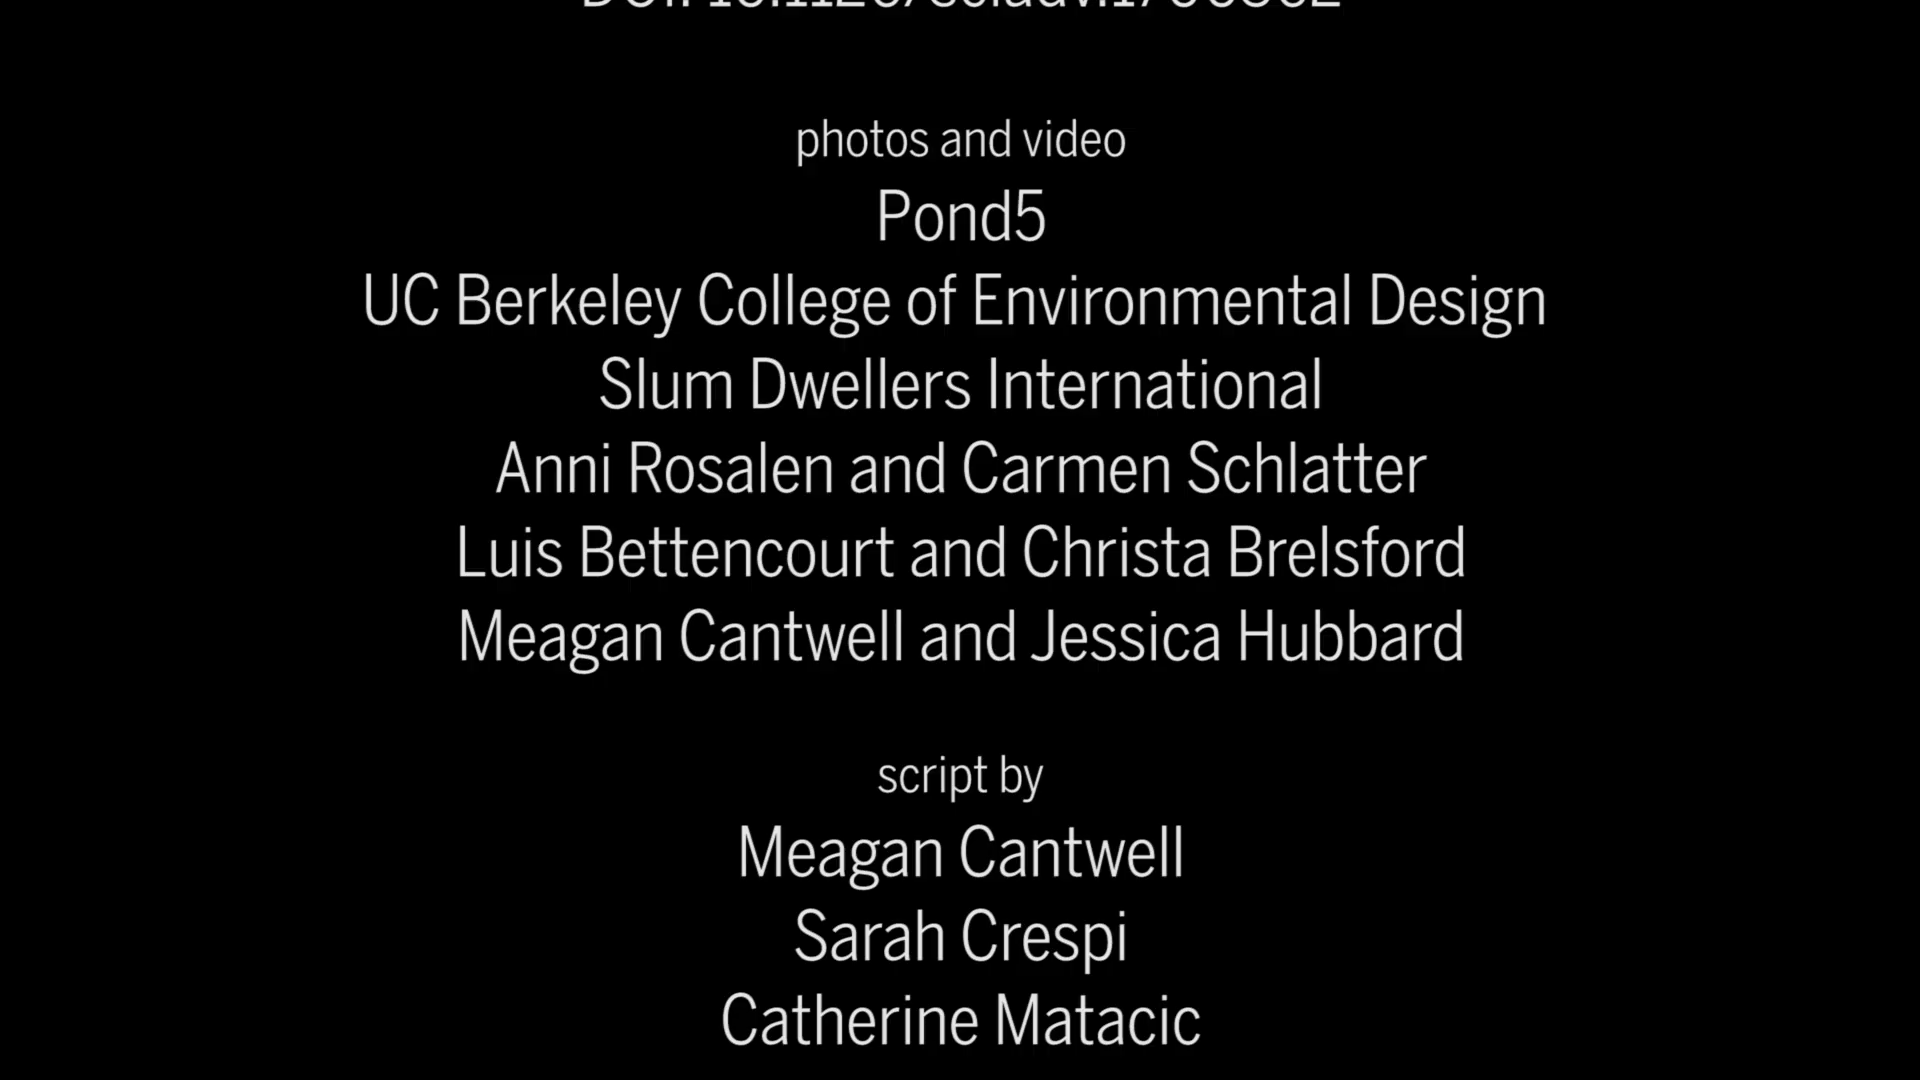 photos and video
Pond5
UC Berkeley College of Environmental Design
Slum Dwellers International
Anni Rosalen and Carmen Schlatter
Luis Bettencourt and Christa Brelsford
Meagan Cantwell and Jessica Hubbard
script by
Meagan Cantwell
Sarah Crespi
Catherine Matacic